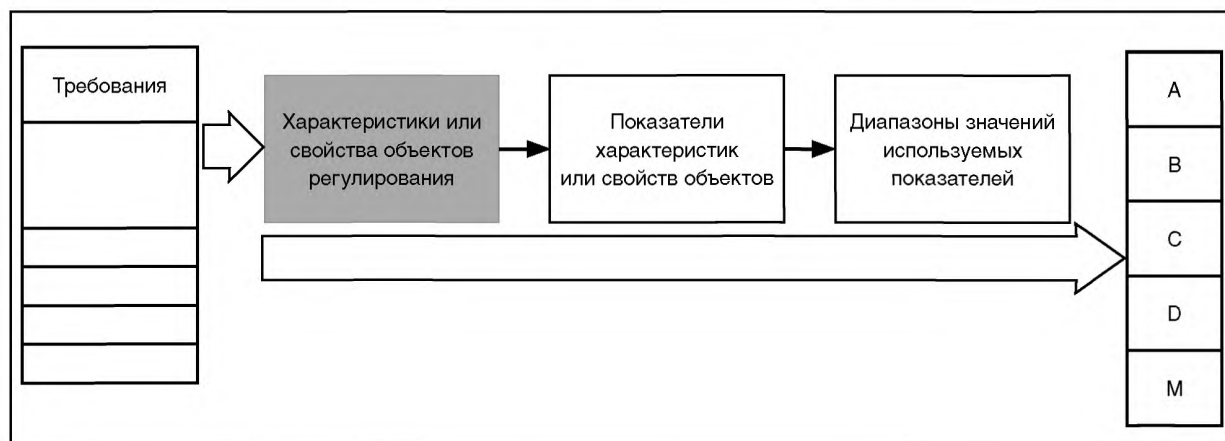 Требования
Характеристики или
свойства объектов
регулирования
Показатели
характеристик
или свойств объектов
Диапазоны значений
используемых
показателей
A
B
C
D
M